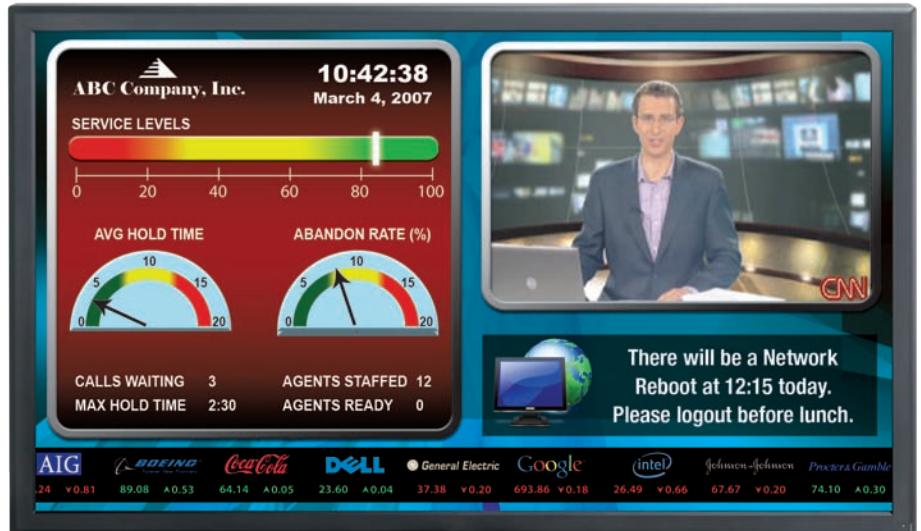 ABC Company, Inc.
10:42:38
March 4, 2007
SERVICE LEVELS
0 20 40 60 80 100
AVG HOLD TIME
0 5 10 15 20
ABANDON RATE (%)
0 5 10 15 20
CALLS WAITING 3
MAX HOLD TIME 2:30
AGENTS STAFFED 12
AGENTS READY 0
CNN
There will be a Network
Reboot at 12:15 today.
Please logout before lunch.
AIG BOEING Coca-Cola DELL General Electric Google intel Johnson-Johnson Procter & Gamble
.24 ▼0.81 89.08 ▲0.53 64.14 ▲0.05 23.60 ▲0.04 37.38 ▼0.20 693.86 ▼0.18 26.49 ▼0.66 67.67 ▼0.20 74.10 ▲0.30